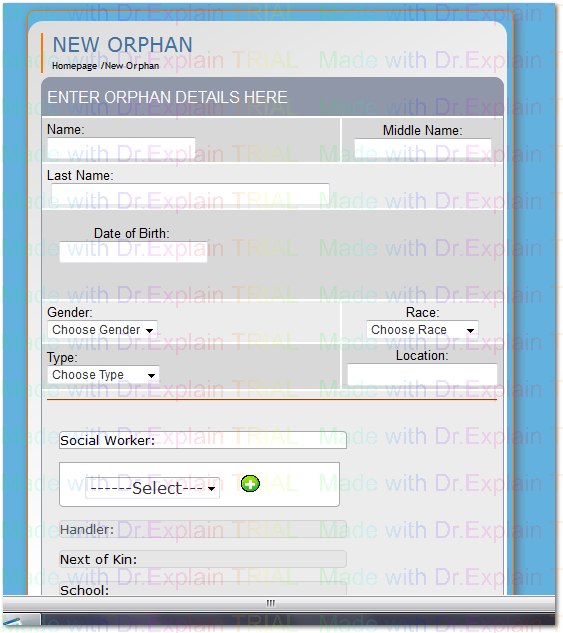 NEW ORPHAN
Homepage /New Orphan
ENTER ORPHAN DETAILS HERE
Name:
Middle Name:
Last Name:
Date of Birth:
Gender:
Race:
Choose Gender
Choose Race
Type:
Location:
Choose Type
Social Worker:
------Select---
Handler:
Next of Kin:
School:
Made with Dr.Explain TRIAL